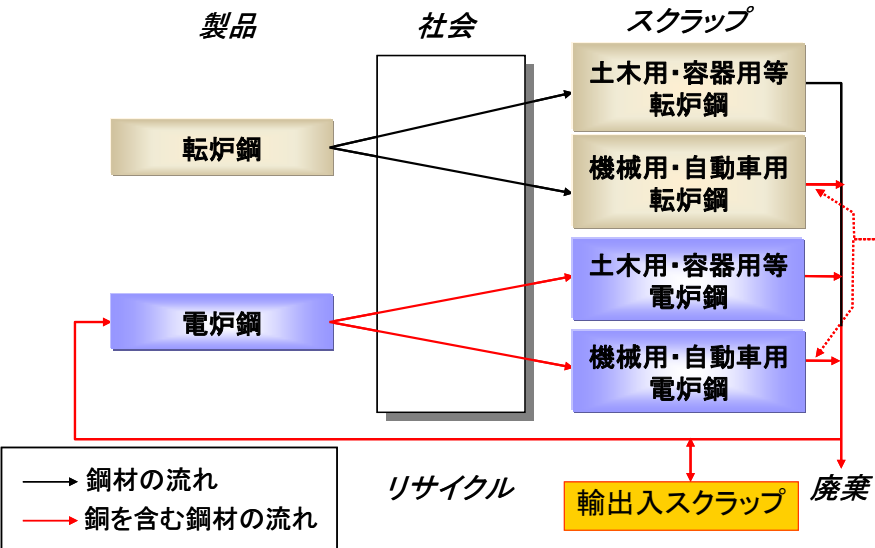 製品
社会
スクラップ
土木用・容器用等
転炉鋼
転炉鋼
機械用・自動車用
転炉鋼
土木用・容器用等
電炉鋼
電炉鋼
機械用・自動車用
電炉鋼
鋼材の流れ
銅を含む鋼材の流れ
リサイクル
輸出入スクラップ
廃棄